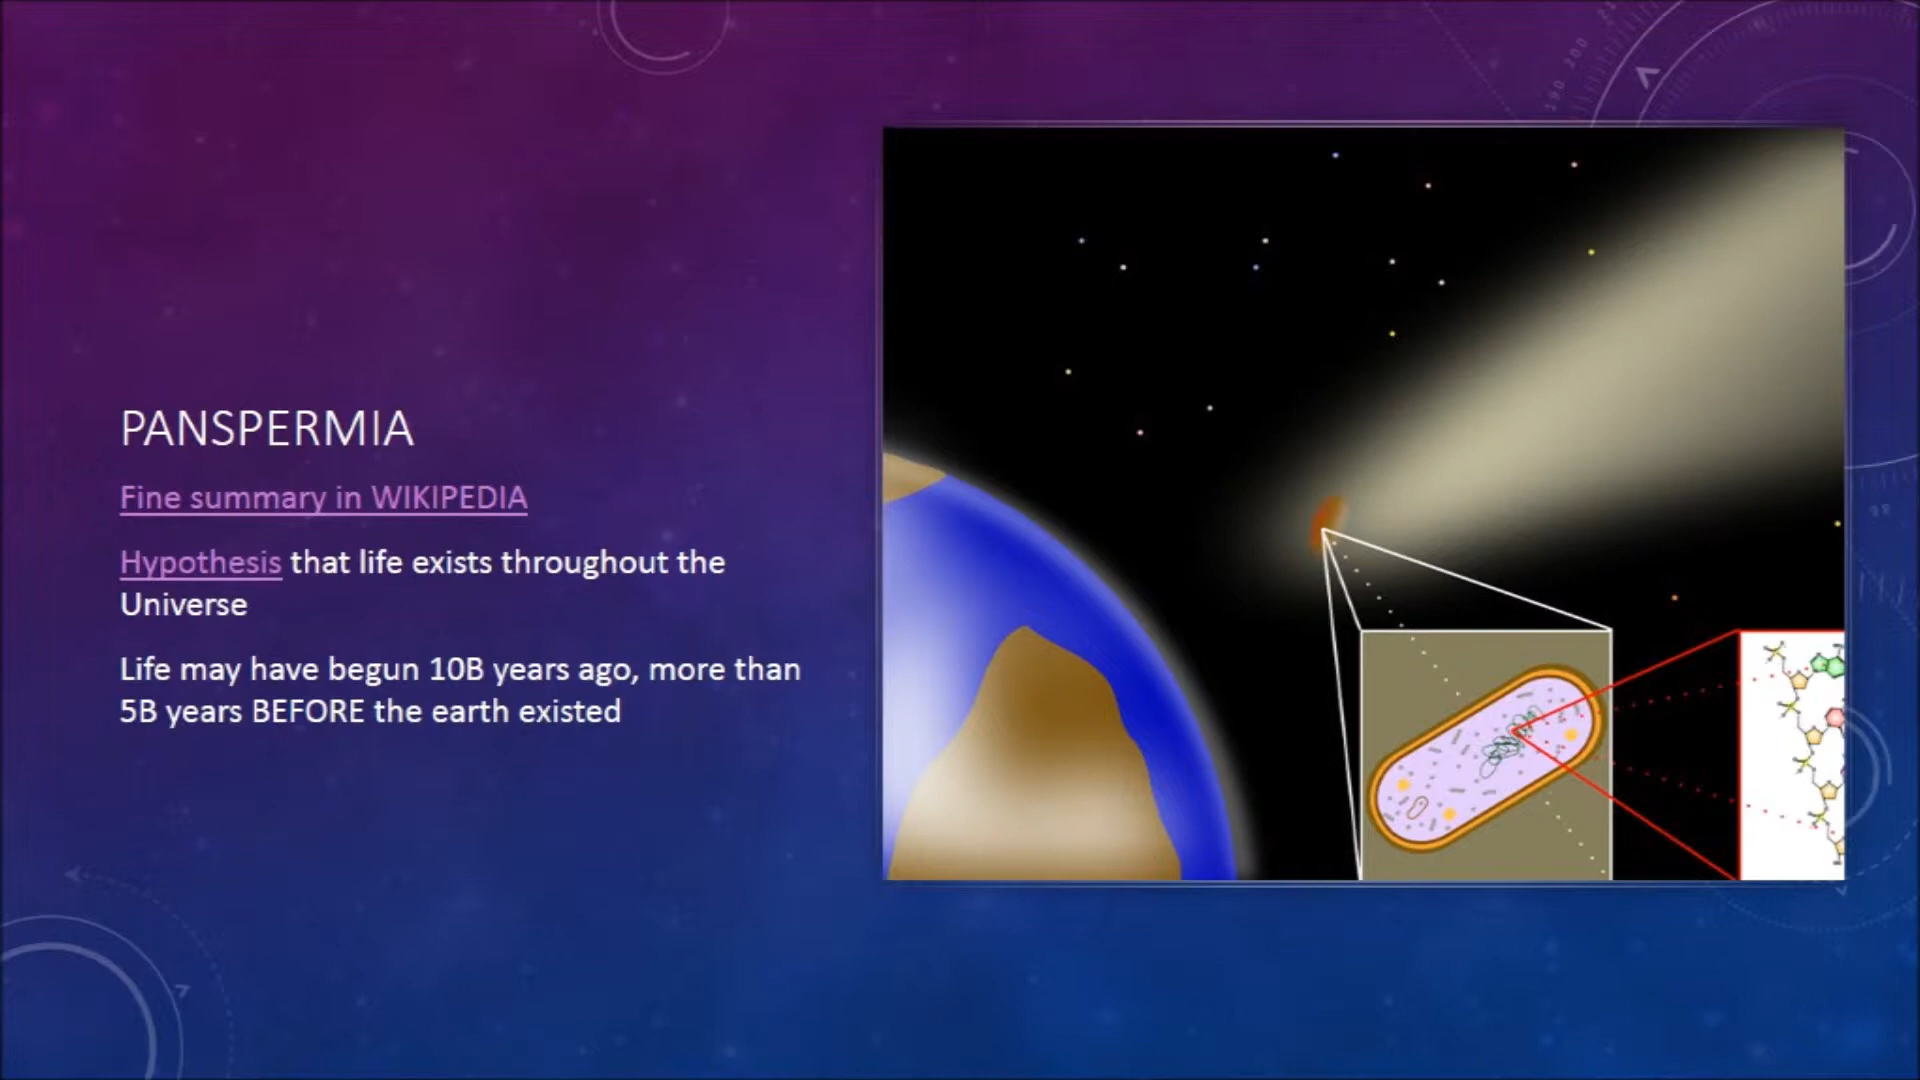 PANSPERMIA
Fine summary in WIKIPEDIA
Hypothesis that life exists throughout the
Universe
Life may have begun 10B years ago, more than
5B years BEFORE the earth existed